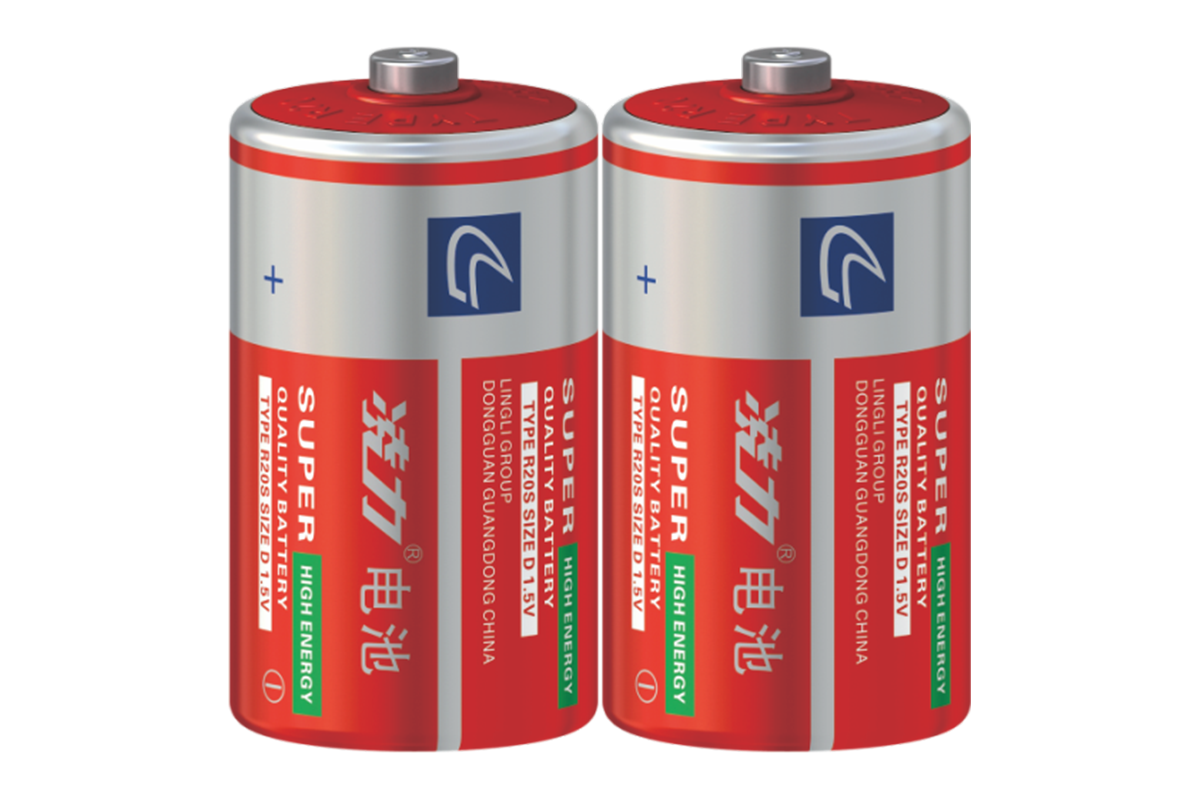 +
凌力® 电池
SUPER HIGH ENERGY
QUALITY BATTERY
TYPE R20S SIZE D 1.5V
SUPER HIGH ENERGY
QUALITY BATTERY
TYPE R20S SIZE D 1.5V
LINGLI GROUP
DONGGUAN GUANGDONG CHINA
+
凌力® 电池
SUPER HIGH ENERGY
QUALITY BATTERY
TYPE R20S SIZE D 1.5V
SUPER HIGH ENERGY
QUALITY BATTERY
TYPE R20S SIZE D 1.5V
LINGLI GROUP
DONGGUAN GUANGDONG CHINA